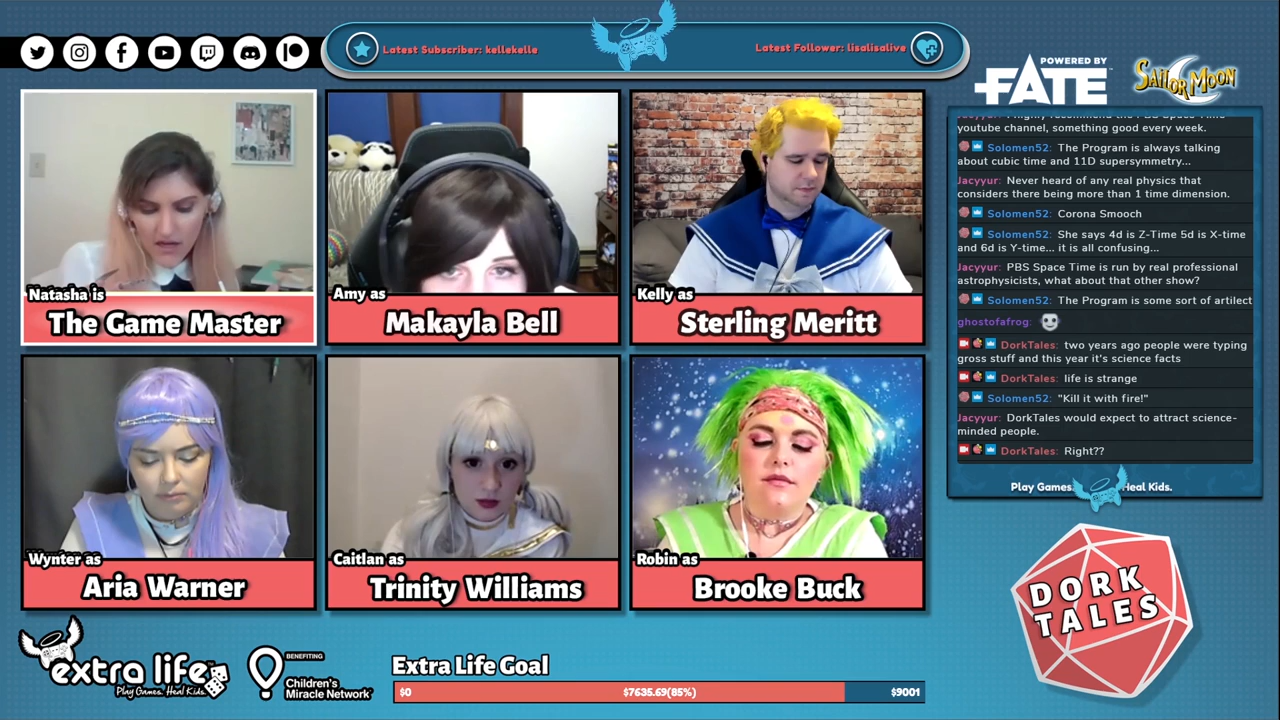 Latest Subscriber: kellekelle
Latest Follower: lisalisalive
POWERED BY
FATE
SAILOR MOON
Natasha is
The Game Master
Amy as
Makayla Bell
Kelly as
Sterling Meritt
Wynter as
Aria Warner
Caitlan as
Trinity Williams
Robin as
Brooke Buck
youtube channel, something good every week.
Solomen52: The Program is always talking
about cubic time and 11D supersymmetry...
Jacyyur: Never heard of any real physics that
considers there being more than 1 time dimension.
Solomen52: Corona Smooch
Solomen52: She says 4d is Z-Time 5d is X-time
and 6d is Y-time... it is all confusing...
Jacyyur: PBS Space Time is run by real professional
astrophysicists, what about that other show?
Solomen52: The Program is some sort of artilect
ghostofafrog:
DorkTales: two years ago people were typing
gross stuff and this year it's science facts
DorkTales: life is strange
Solomen52: "Kill it with fire!"
Jacyyur: DorkTales would expect to attract science-
minded people.
DorkTales: Right??
Play Games. Heal Kids.
DORK
TALES
extra life
Play Games. Heal Kids.
BENEFITING
Children's
Miracle Network
Extra Life Goal
$0
$7635.69(85%)
$9001